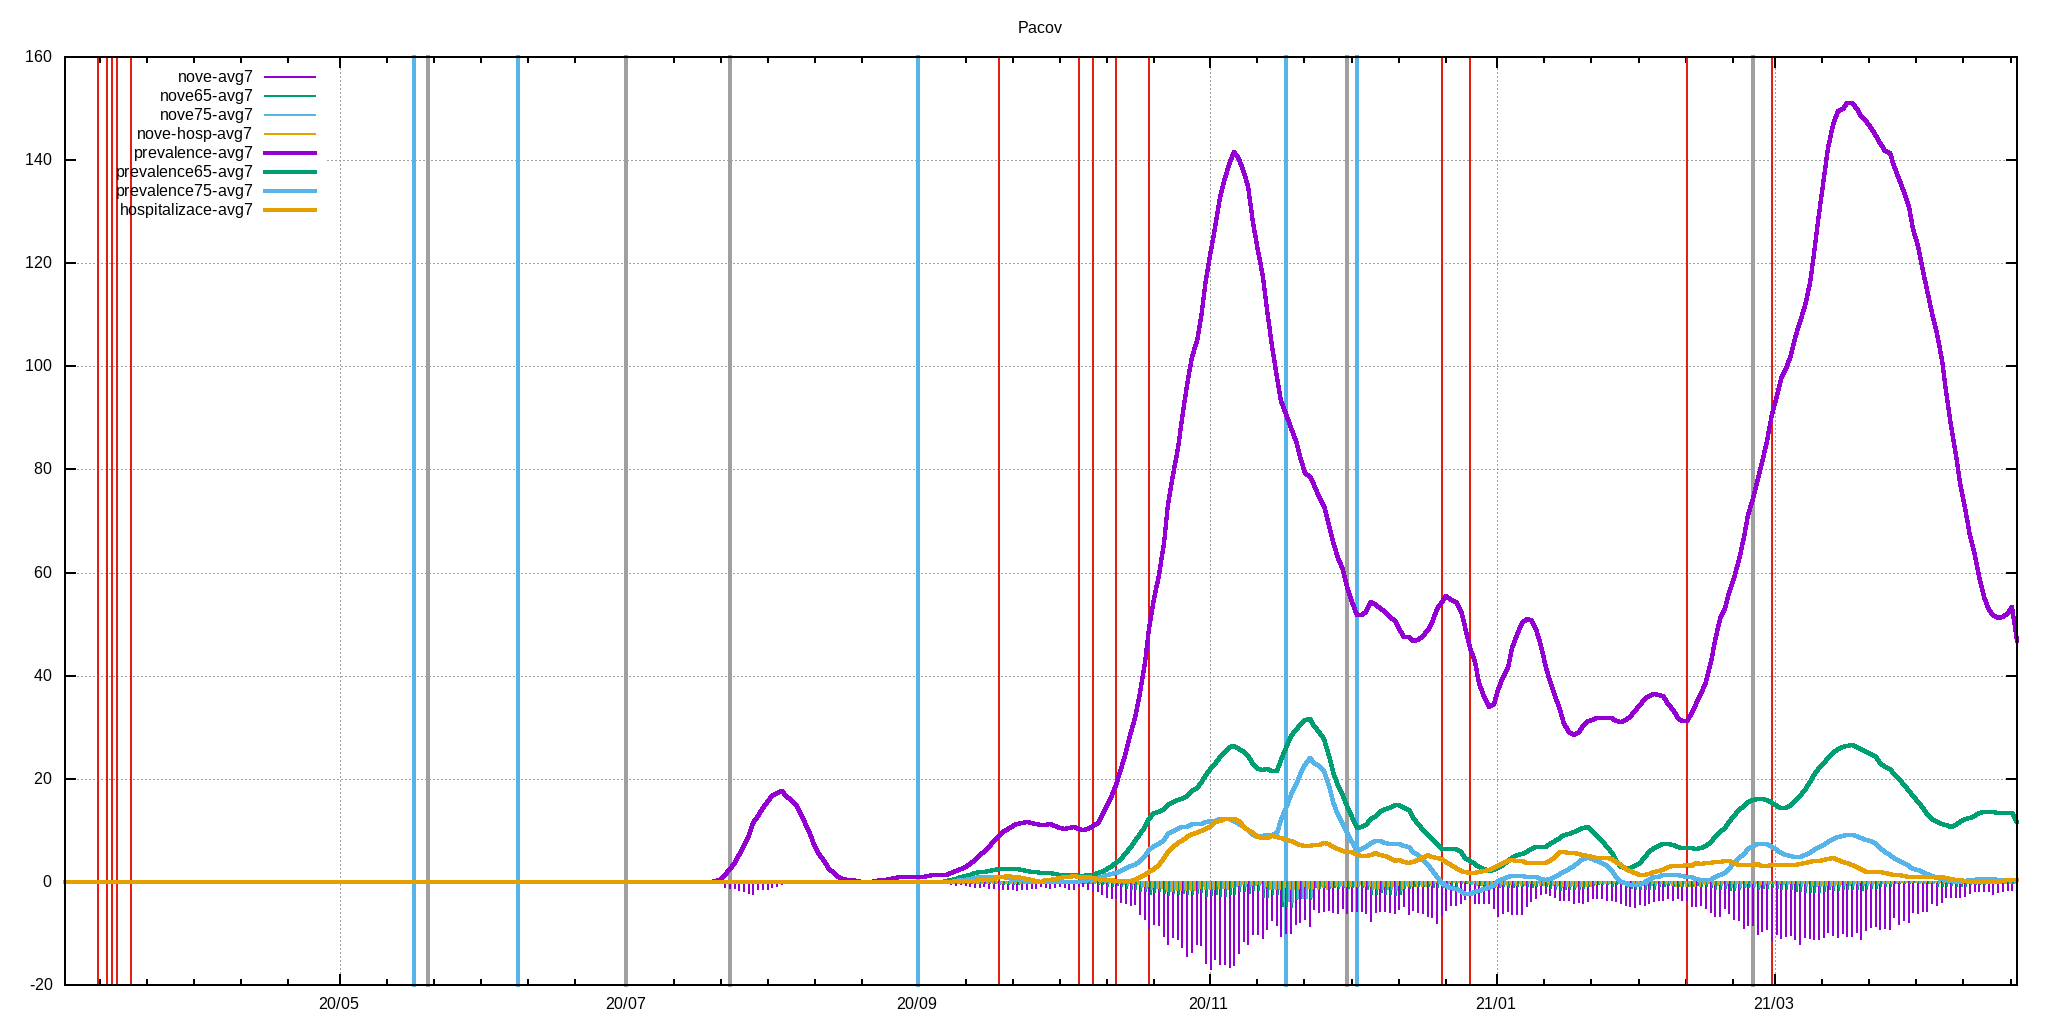 Pacov
160
140
120
100
80
60
40
20
0
-20
nove-avg7
nove65-avg7
nove75-avg7
nove-hosp-avg7
prevalence-avg7
prevalence65-avg7
prevalence75-avg7
hospitalizace-avg7
20/05 20/07 20/09 20/11 21/01 21/03